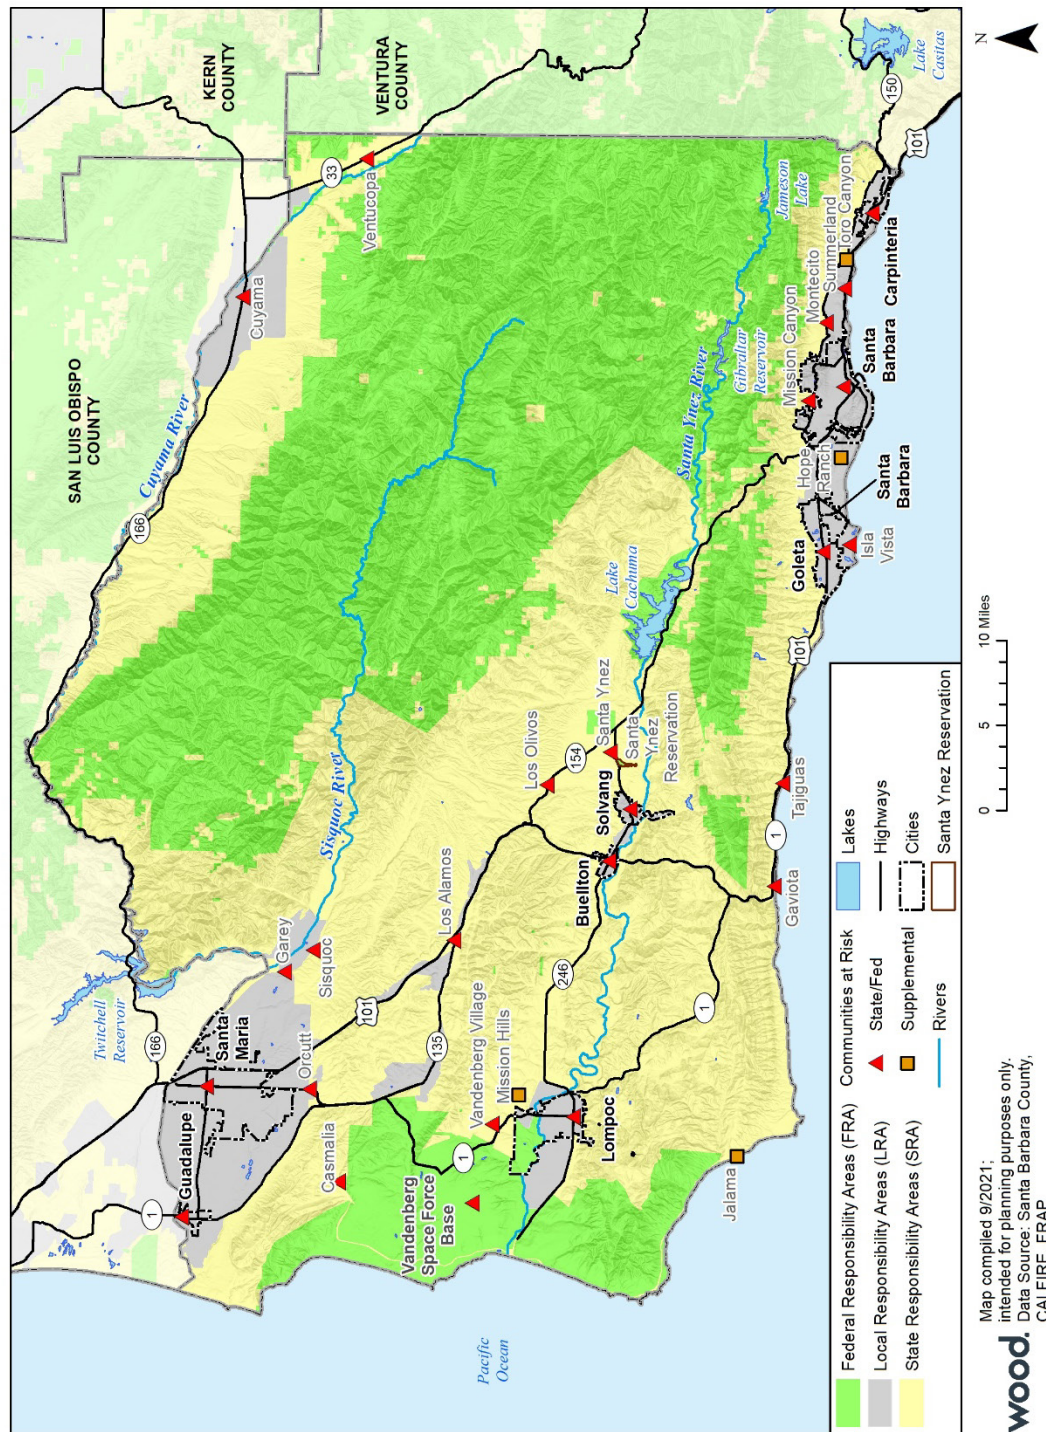 SAN LUIS OBISPO
COUNTY
KERN
COUNTY
VENTURA
COUNTY
166
Cuyama River
Cuyama
33
Ventucopa
Twitchell
Reservoir
166
Santa
Maria
Guadalupe
1
Garey
Sisquoc
Sisquoc River
Orcutt
Casmalia
101
135
Los Alamos
Vandenberg Village
Mission Hills
1
Vandenberg
Space Force
Base
Lompoc
246
1
Jalama
Los Olivos
154
Santa Ynez
Santa
Ynez
Reservation
Solvang
Buellton
Lake
Cachuma
Santa Ynez River
Gibraltar
Reservoir
Jameson
Lake
Mission Canyon
Montecito
Summerland
Toro Canyon
Carpinteria
Santa
Barbara
Hope
Ranch
Santa
Barbara
Goleta
Isla
Vista
101
Tajiguas
1
Gaviota
150
101
Lake
Casitas
Pacific
Ocean
N
Federal Responsibility Areas (FRA)
Local Responsibility Areas (LRA)
State Responsibility Areas (SRA)
Communities at Risk
State/Fed
Supplemental
Rivers
Lakes
Highways
Cities
Santa Ynez Reservation
0 5 10 Miles
wood.
Map compiled 9/2021;
intended for planning purposes only.
Data Source: Santa Barbara County,
CALFIRE, FRAP